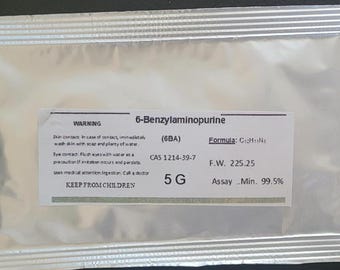 6-Benzylaminopurine
WARNING
(6BA)
Formula: C₁₂H₁₁N₅
Skin contact: In case of contact, immediately
wash skin with soap and plenty of water.
Eye contact: Flush eyes with water as a
precaution if irritation occurs and persists.
seek medical attention. Ingestion. Call a doctor
KEEP FROM CHILDREN
CAS 1214-39-7
5 G
F.W. 225.25
Assay ..Min. 99.5%